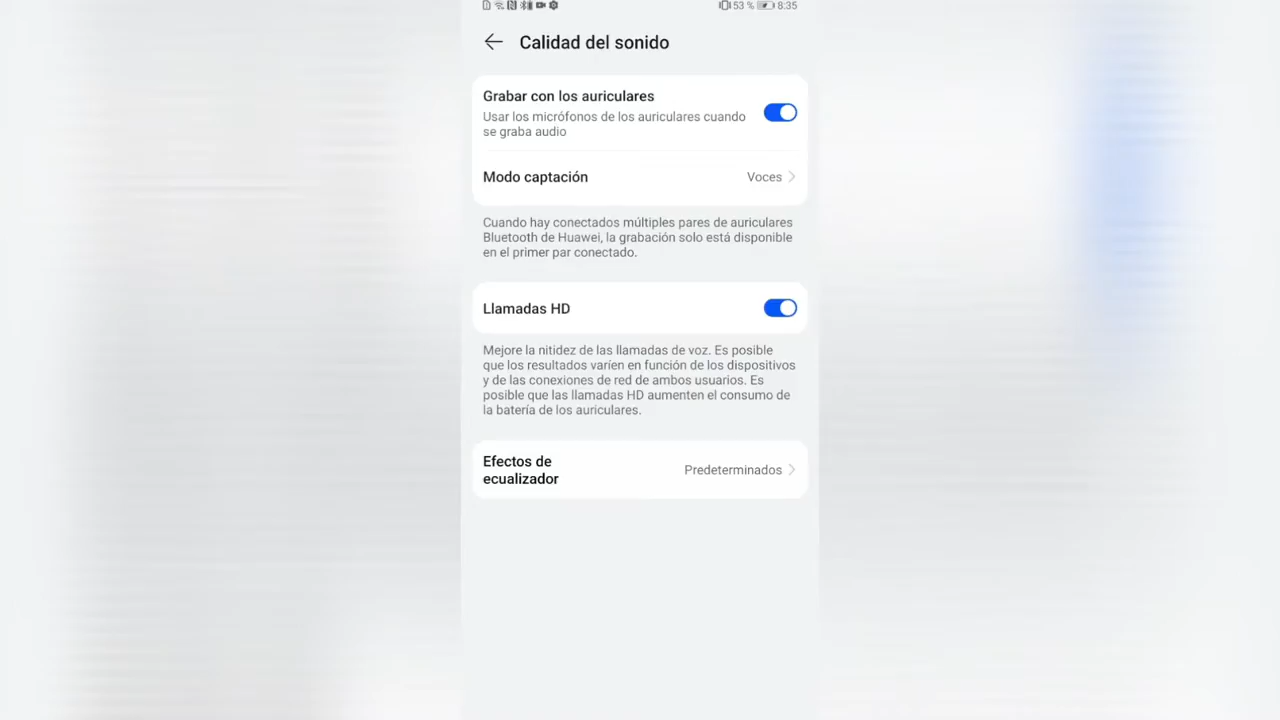 53 % 8:35
Calidad del sonido
Grabar con los auriculares
Usar los micrófonos de los auriculares cuando
se graba audio
Modo captación Voces
Cuando hay conectados múltiples pares de auriculares
Bluetooth de Huawei, la grabación solo está disponible
en el primer par conectado.
Llamadas HD
Mejore la nitidez de las llamadas de voz. Es posible
que los resultados varíen en función de los dispositivos
y de las conexiones de red de ambos usuarios. Es
posible que las llamadas HD aumenten el consumo de
la batería de los auriculares.
Efectos de
ecualizador Predeterminados